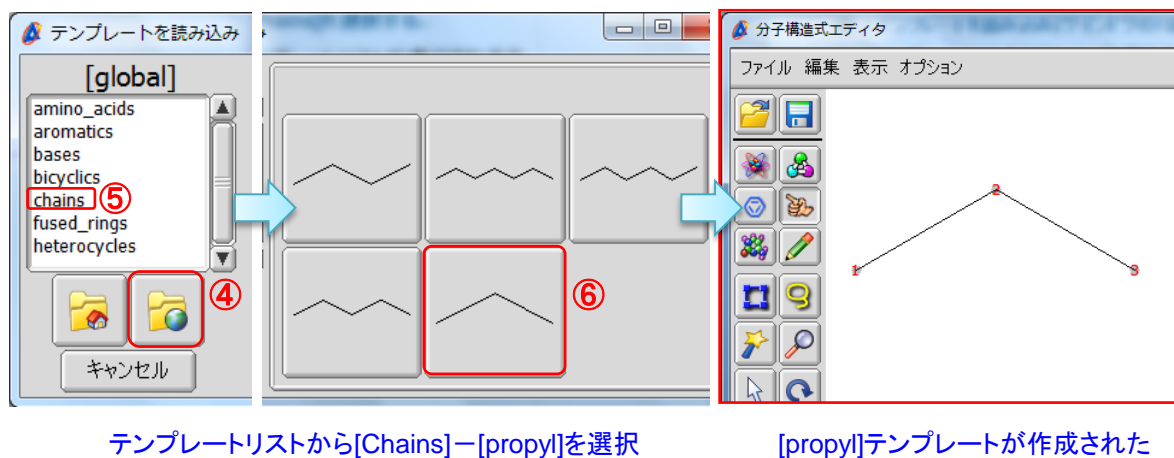 テンプレートを読み込み
[global]
amino_acids
aromatics
bases
bicyclics
chains ⑤
fused_rings
heterocycles
④
キャンセル
⑥
分子構造式エディタ
ファイル 編集 表示 オプション
2
1
3
テンプレートリストから[Chains]－[propyl]を選択
[propyl]テンプレートが作成された